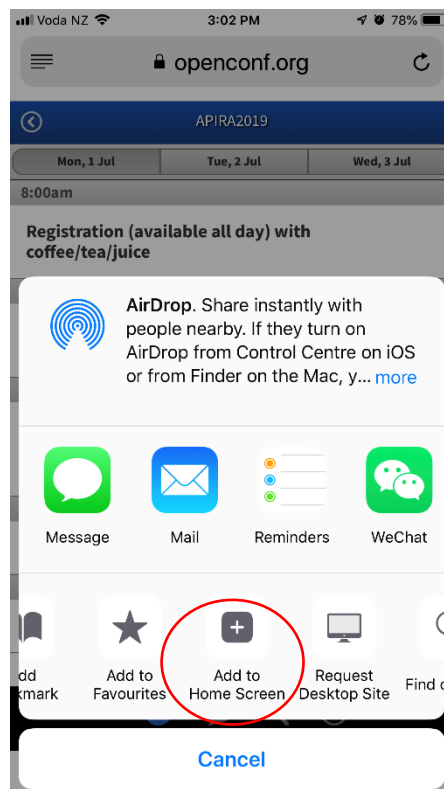 Voda NZ 3:02 PM 78%
openconf.org
APIRA2019
Mon, 1 Jul Tue, 2 Jul Wed, 3 Jul
8:00am
Registration (available all day) with
coffee/tea/juice
AirDrop. Share instantly with
people nearby. If they turn on
AirDrop from Control Centre on iOS
or from Finder on the Mac, y... more
Message Mail Reminders WeChat
dd Add to Add to Request Find
mark Favourites Home Screen Desktop Site
Cancel